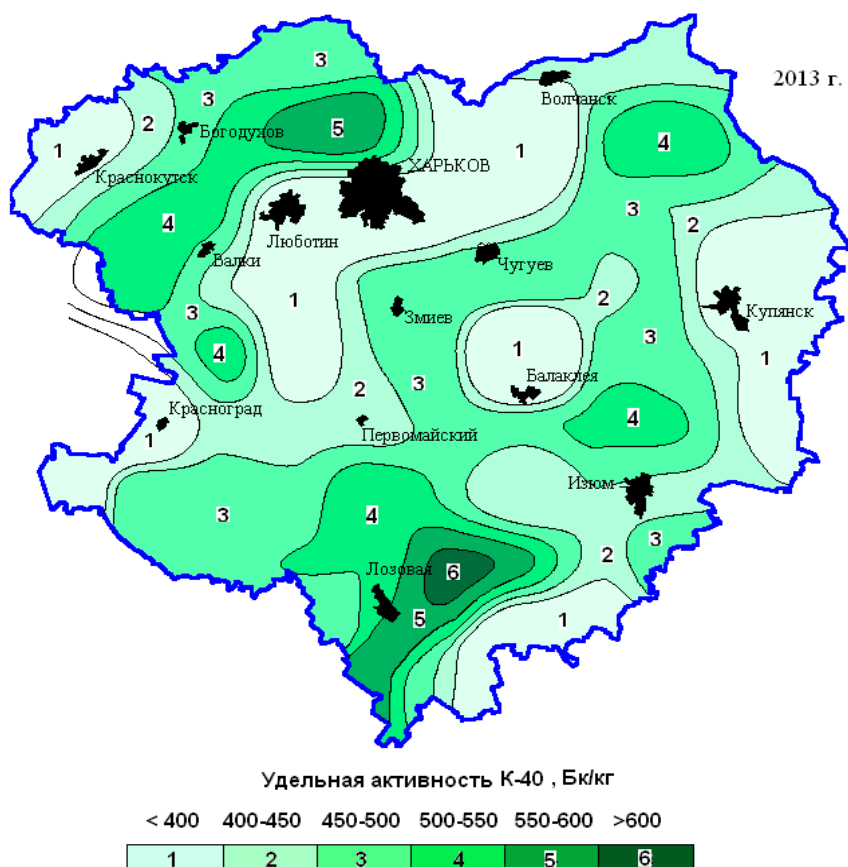 2013 г.
3
Волчанск
3
2
Богодухов
5
1
1
4
ХАРЬКОВ
Краснокутск
3
4
Люботин
2
Валки
Чугуев
1
2
3
Змиев
Купянск
3
4
1
1
3
Балаклея
2
Красноград
4
1
Первомайский
Изюм
3
4
3
2
Лозовая
6
5
1
Удельная активность К-40 , Бк/кг
< 400 400-450 450-500 500-550 550-600 >600
1 2 3 4 5 6